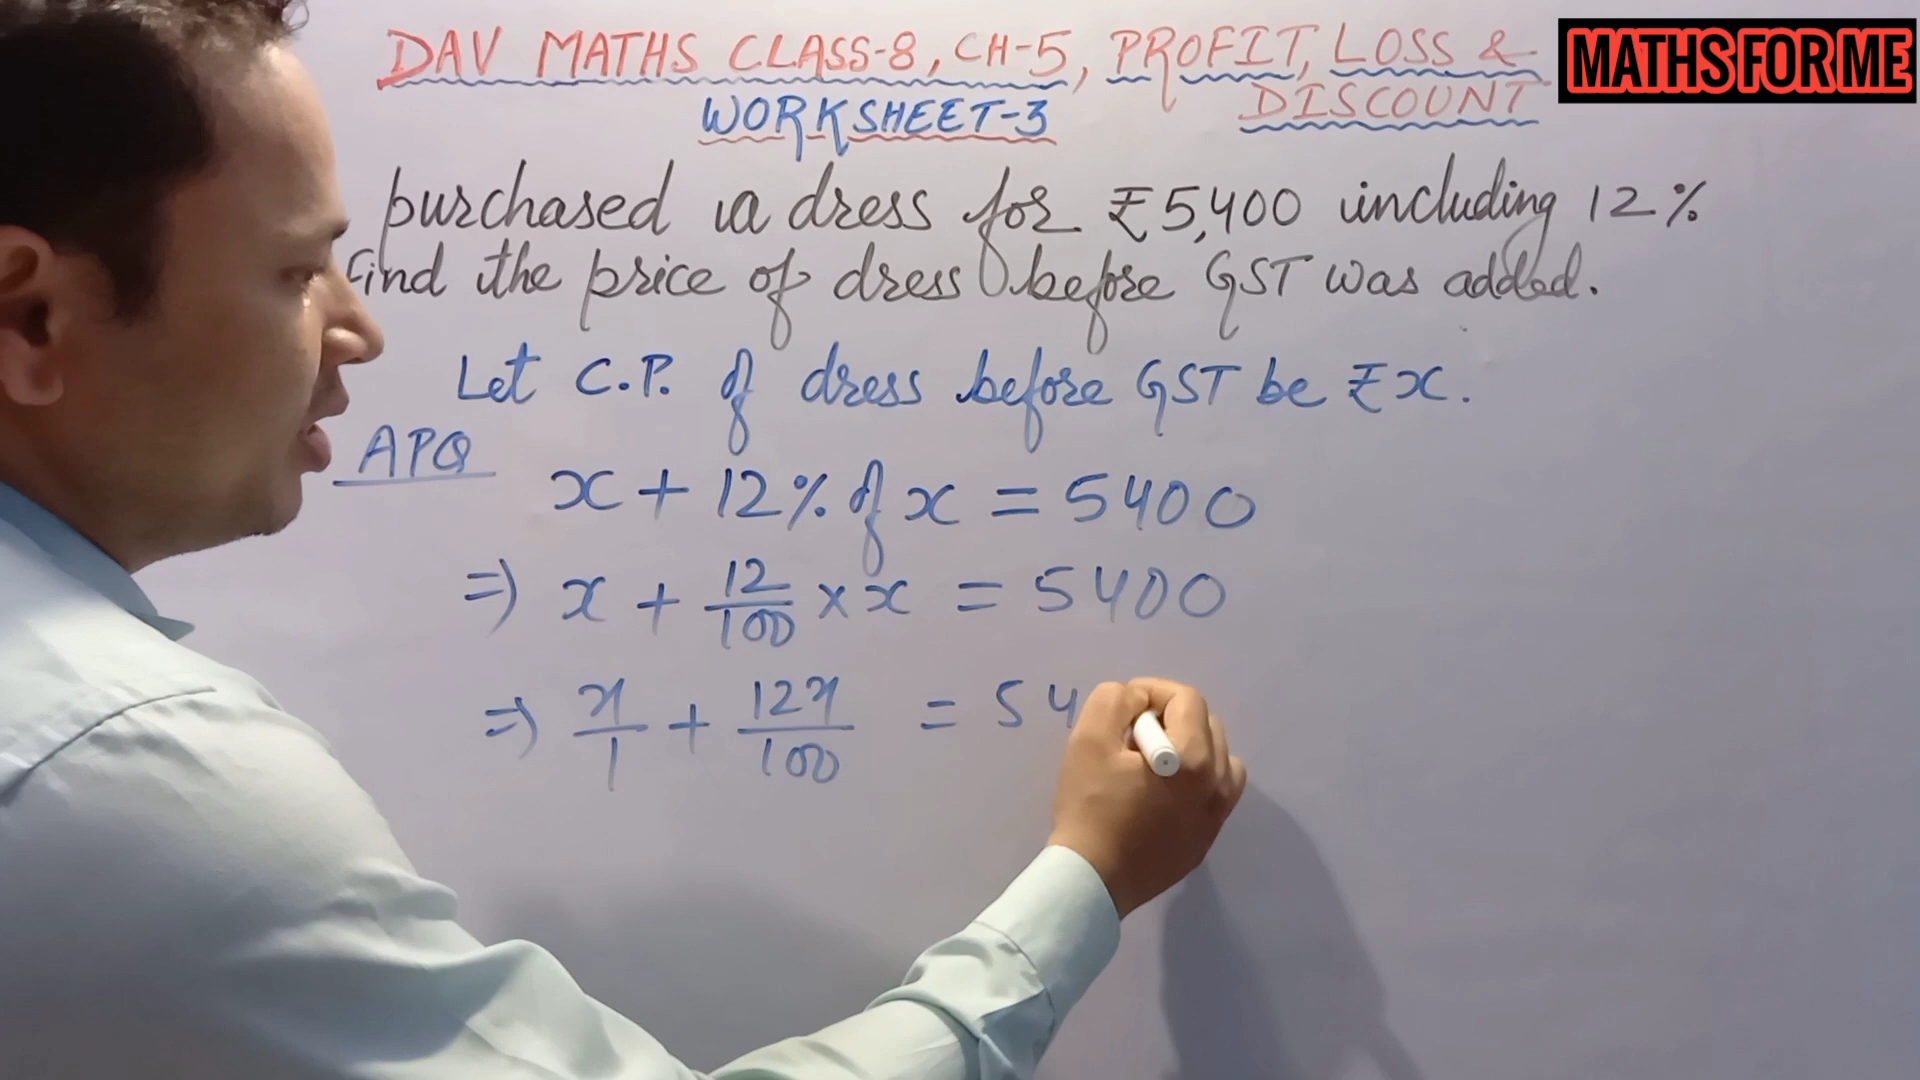 DAV MATHS CLASS-8, CH-5, PROFIT, LOSS & DISCOUNT
MATHS FOR ME
WORKSHEET-3
purchased a dress for ₹5,400 including 12%
Find the price of dress before GST was added.
Let C.P. of dress before GST be ₹x.
APQ
x + 12% of x = 5400
⇒ x + 12/100 × x = 5400
⇒ x/1 + 12x/100 = 54